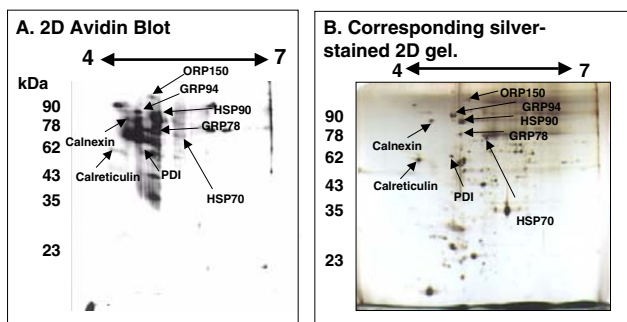 A. 2D Avidin Blot
4
7
kDa
ORP150
GRP94
90
HSP90
78
Calnexin
GRP78
62
Calreticulin
PDI
43
HSP70
35
23
B. Corresponding silver-
stained 2D gel.
4
7
ORP150
GRP94
90
HSP90
78
GRP78
Calnexin
62
Calreticulin
PDI
43
HSP70
35
23